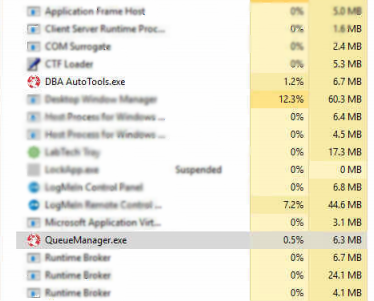 Application Frame Host 0% 5.0 MB
Client Server Runtime Proc... 0% 1.6 MB
COM Surrogate 0% 2.4 MB
CTF Loader 0% 5.3 MB
DBA AutoTools.exe 1.2% 6.7 MB
Desktop Window Manager 12.3% 60.3 MB
Host Process for Windows ... 0% 6.4 MB
Host Process for Windows ... 0% 4.5 MB
LabTech Tray 0% 17.3 MB
LockApp.exe Suspended 0% 0 MB
LogMeIn Control Panel 0% 6.8 MB
LogMeIn Remote Control ... 7.2% 44.6 MB
Microsoft Application Virt... 0% 3.1 MB
QueueManager.exe 0.5% 6.3 MB
Runtime Broker 0% 6.7 MB
Runtime Broker 0% 24.1 MB
Runtime Broker 0% 4.1 MB